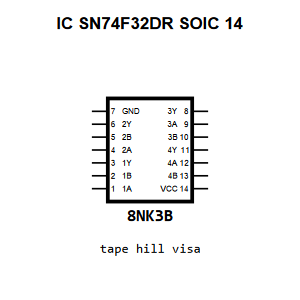 IC SN74F32DR SOIC 14
7 GND 3Y 8
6 2Y 3A 9
5 2B 3B 10
4 2A 4Y 11
3 1Y 4A 12
2 1B 4B 13
1 1A VCC 14
8NK3B
tape hill visa